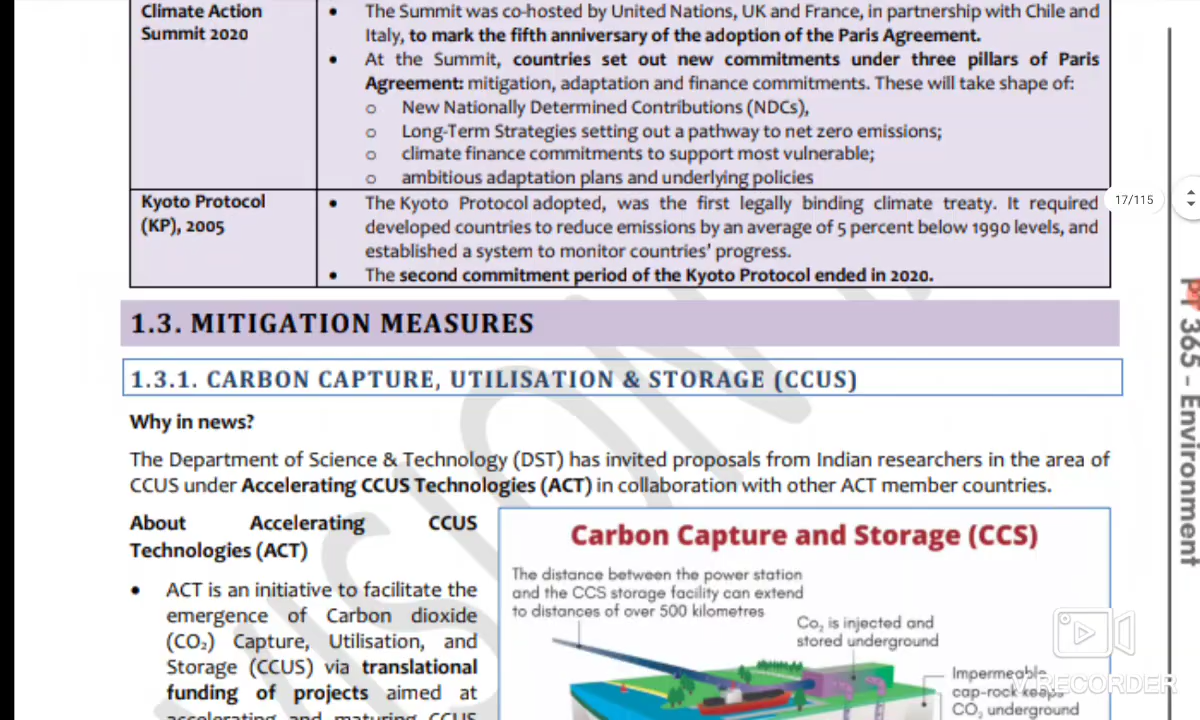 Climate Action
Summit 2020
• The Summit was co-hosted by United Nations, UK and France, in partnership with Chile and
Italy, to mark the fifth anniversary of the adoption of the Paris Agreement.
• At the Summit, countries set out new commitments under three pillars of Paris
Agreement: mitigation, adaptation and finance commitments. These will take shape of:
o New Nationally Determined Contributions (NDCs),
o Long-Term Strategies setting out a pathway to net zero emissions;
o climate finance commitments to support most vulnerable;
o ambitious adaptation plans and underlying policies
Kyoto Protocol
(KP), 2005
• The Kyoto Protocol adopted, was the first legally binding climate treaty. It required
developed countries to reduce emissions by an average of 5 percent below 1990 levels, and
established a system to monitor countries' progress.
• The second commitment period of the Kyoto Protocol ended in 2020.
17/115
1.3. MITIGATION MEASURES
1.3.1. CARBON CAPTURE, UTILISATION & STORAGE (CCUS)
Why in news?
The Department of Science & Technology (DST) has invited proposals from Indian researchers in the area of
CCUS under Accelerating CCUS Technologies (ACT) in collaboration with other ACT member countries.
About Accelerating CCUS
Technologies (ACT)
• ACT is an initiative to facilitate the
emergence of Carbon dioxide
(CO₂) Capture, Utilisation, and
Storage (CCUS) via translational
funding of projects aimed at
accelerating and maturing CCUS
Carbon Capture and Storage (CCS)
The distance between the power station
and the CCS storage facility can extend
to distances of over 500 kilometres
Co₂ is injected and
stored underground
Impermeable
cap-rock keeps
CO₂ underground
365 - Environment
RECORDER
VISION